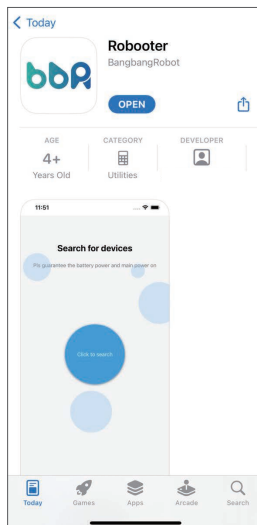 Today
Robooter
bbR
BangbangRobot
OPEN
AGE
CATEGORY
DEVELOPER
4+
Years Old
Utilities
11:51
Search for devices
Pls guarantee the battery power and main power on
Click to search
Today
Games
Apps
Arcade
Search